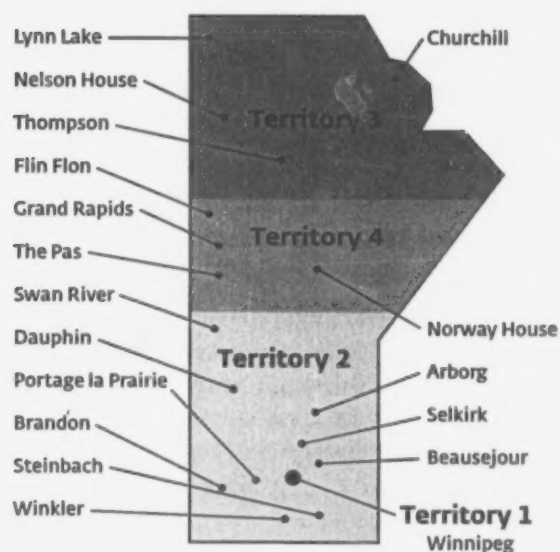 Lynn Lake
Nelson House
Thompson
Flin Flon
Grand Rapids
The Pas
Swan River
Dauphin
Portage la Prairie
Brandon
Steinbach
Winkler
Territory 3
Territory 4
Territory 2
Churchill
Norway House
Arborg
Selkirk
Beausejour
Territory 1
Winnipeg